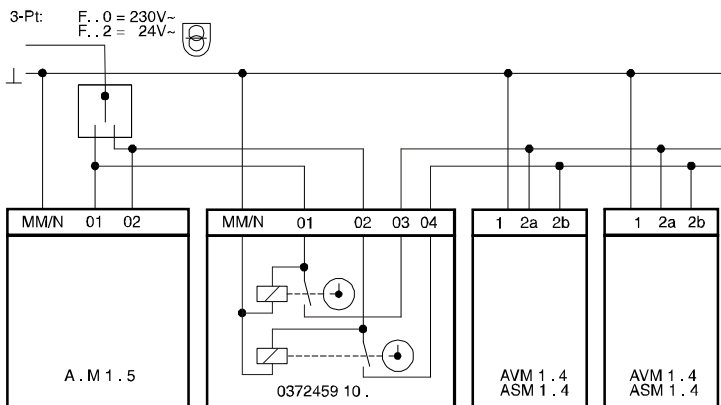 3-Pt: F. . 0 = 230V~
F. . 2 = 24V~
MM/N 01 02
MM/N 01 02 03 04
1 2a 2b
1 2a 2b
A . M 1 . 5
0372459 10 .
AVM 1 . 4
ASM 1 . 4
AVM 1 . 4
ASM 1 . 4